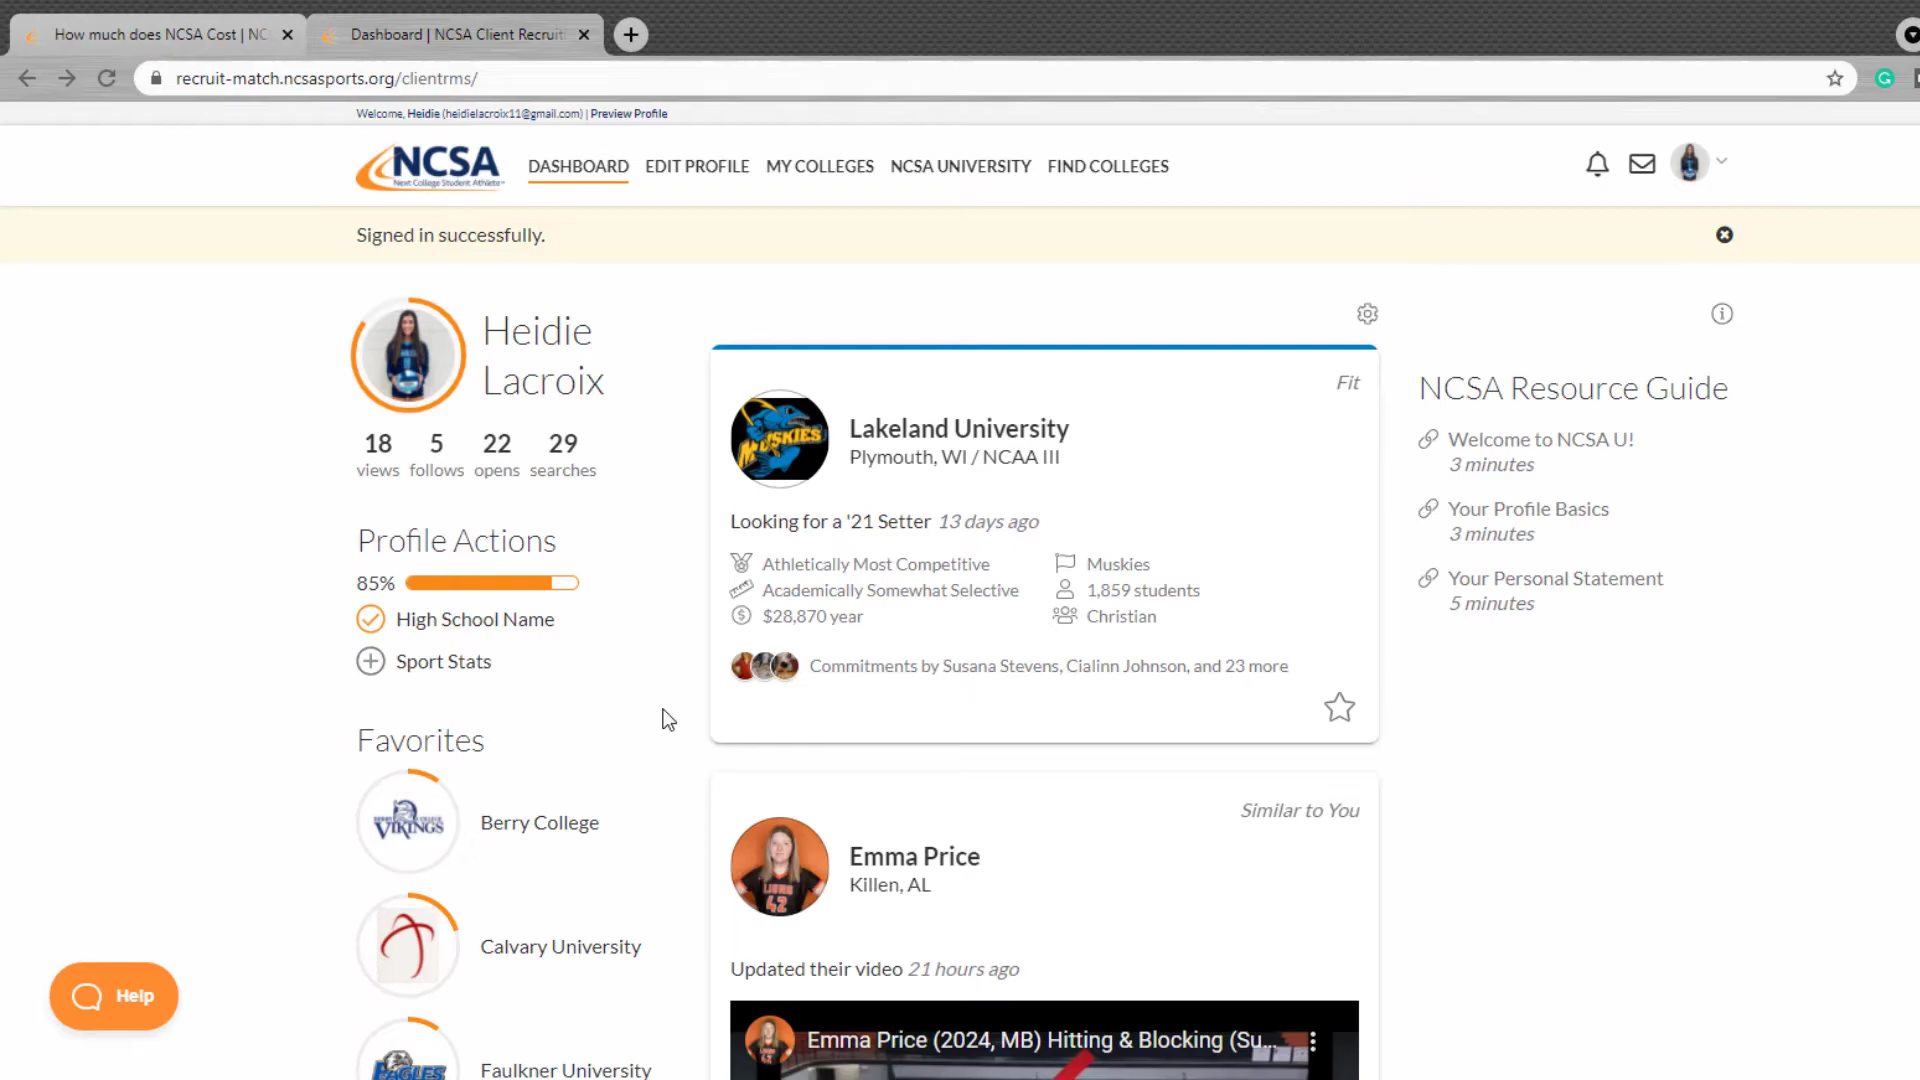 How much does NCSA Cost | NC
Dashboard | NCSA Client Recruit
recruit-match.ncsasports.org/clientrms/
Welcome, Heidie (heidielacroix11@gmail.com) | Preview Profile
NCSA
Next College Student Athlete
DASHBOARD
EDIT PROFILE
MY COLLEGES
NCSA UNIVERSITY
FIND COLLEGES
Signed in successfully.
Heidie
Lacroix
18 views
5 follows
22 opens
29 searches
Profile Actions
85%
High School Name
Sport Stats
Favorites
VIKINGS
Berry College
Calvary University
EAGLES
Faulkner University
Help
Fit
MUSKIES
Lakeland University
Plymouth, WI / NCAA III
Looking for a '21 Setter 13 days ago
Athletically Most Competitive
Academically Somewhat Selective
$28,870 year
Muskies
1,859 students
Christian
Commitments by Susana Stevens, Cialinn Johnson, and 23 more
Similar to You
LIONS
42
Emma Price
Killen, AL
Updated their video 21 hours ago
Emma Price (2024, MB) Hitting & Blocking (Su...
NCSA Resource Guide
Welcome to NCSA U!
3 minutes
Your Profile Basics
3 minutes
Your Personal Statement
5 minutes